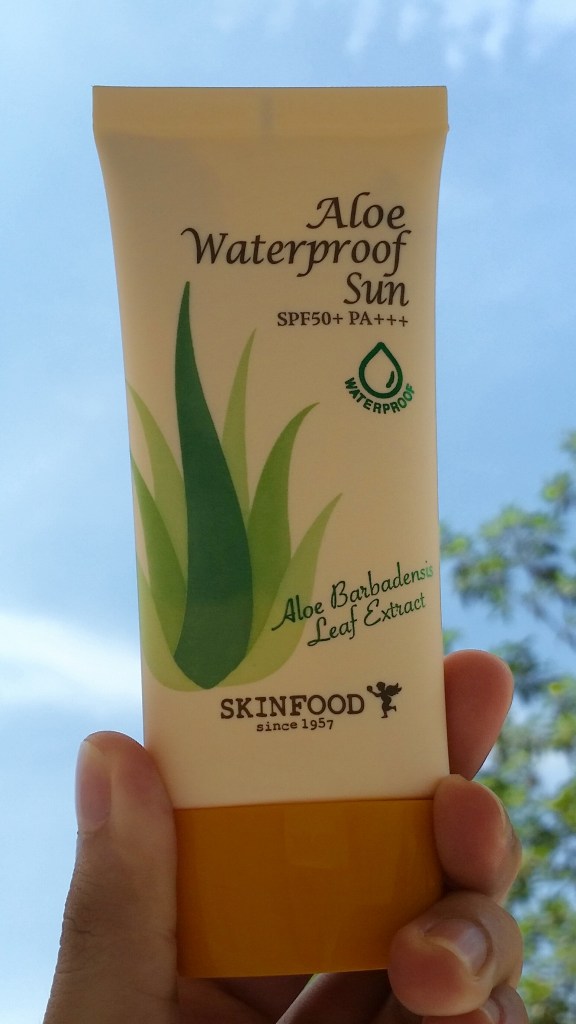 Aloe
Waterproof
Sun
SPF50+ PA+++
WATERPROOF
Aloe Barbadensis
Leaf Extract
SKINFOOD
since 1957